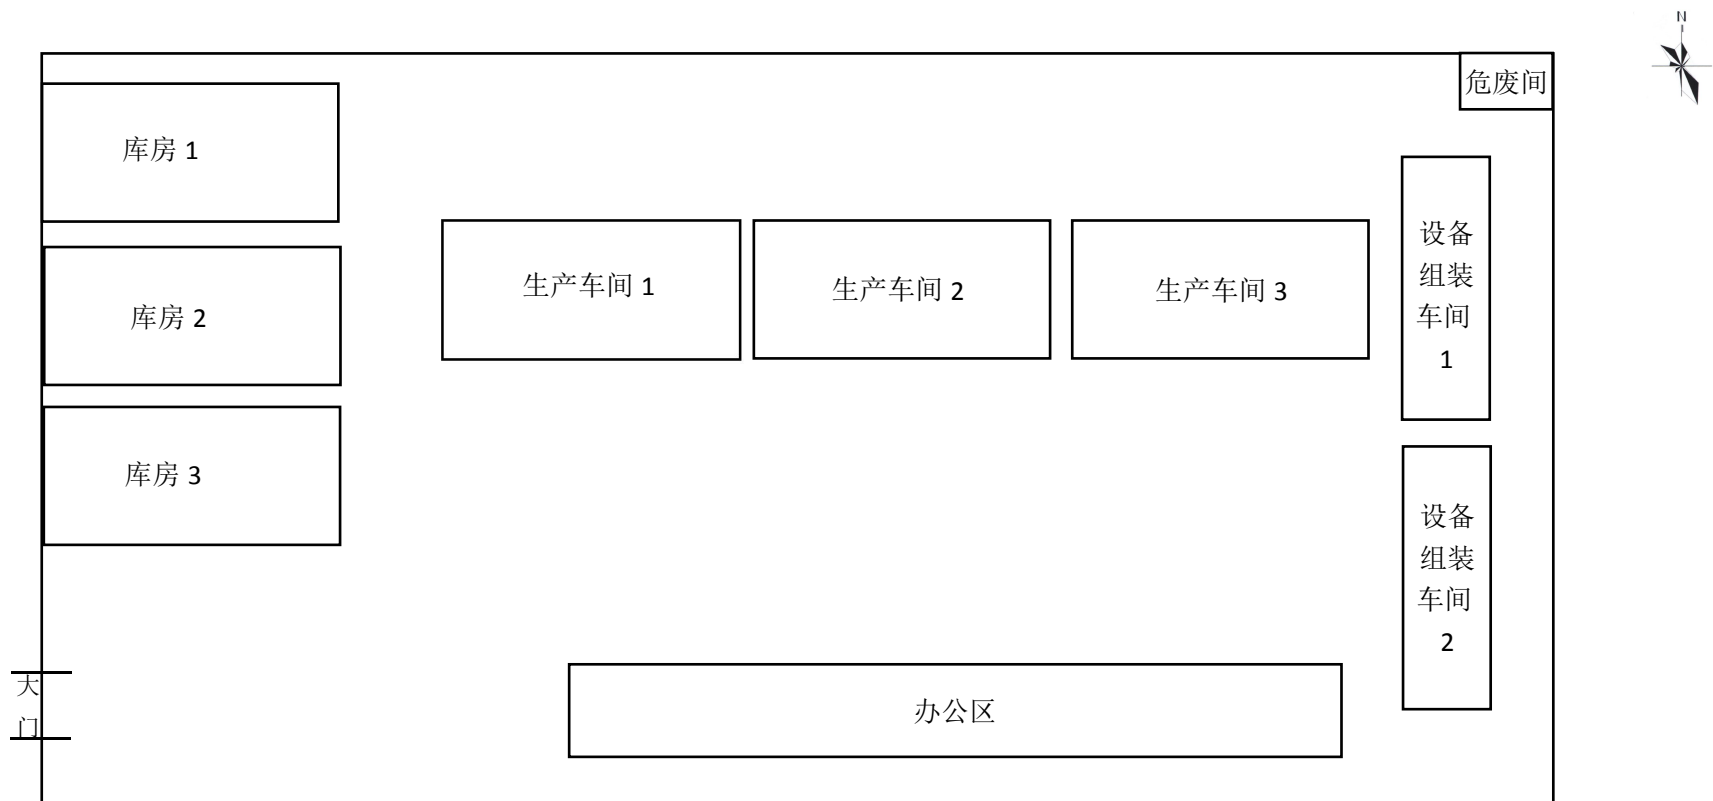 N
危废间
库房 1
库房 2
库房 3
生产车间 1
生产车间 2
生产车间 3
设备
组装
车间
1
设备
组装
车间
2
大
门
办公区